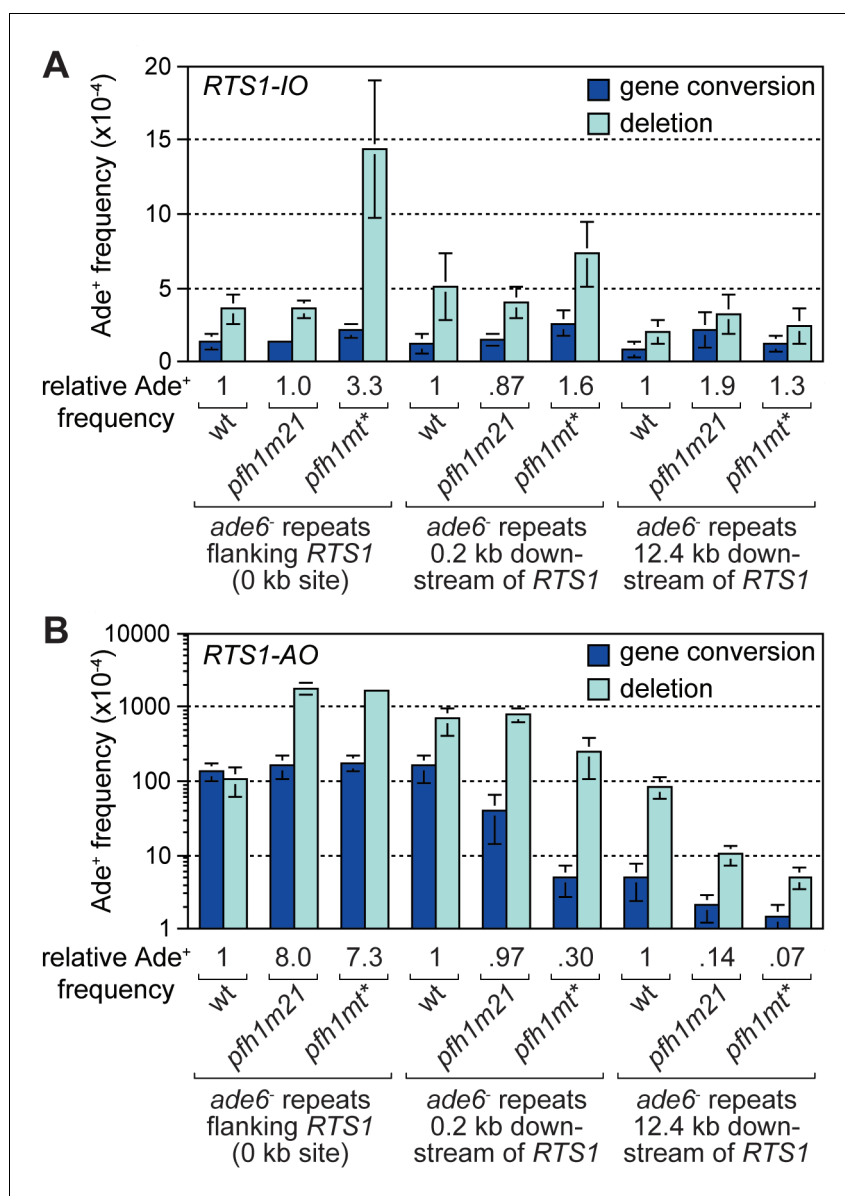 A
RTS1-IO
gene conversion
deletion
Ade+ frequency (x10-4)
20
15
10
5
0
relative Ade+ frequency
1 1.0 3.3 1 .87 1.6 1 1.9 1.3
wt pfh1m21 pfh1mt* wt pfh1m21 pfh1mt* wt pfh1m21 pfh1mt*
ade6- repeats
flanking RTS1
(0 kb site)
ade6- repeats
0.2 kb down-
stream of RTS1
ade6- repeats
12.4 kb down-
stream of RTS1
B
RTS1-AO
gene conversion
deletion
Ade+ frequency (x10-4)
10000
1000
100
10
1
relative Ade+ frequency
1 8.0 7.3 1 .97 .30 1 .14 .07
wt pfh1m21 pfh1mt* wt pfh1m21 pfh1mt* wt pfh1m21 pfh1mt*
ade6- repeats
flanking RTS1
(0 kb site)
ade6- repeats
0.2 kb down-
stream of RTS1
ade6- repeats
12.4 kb down-
stream of RTS1